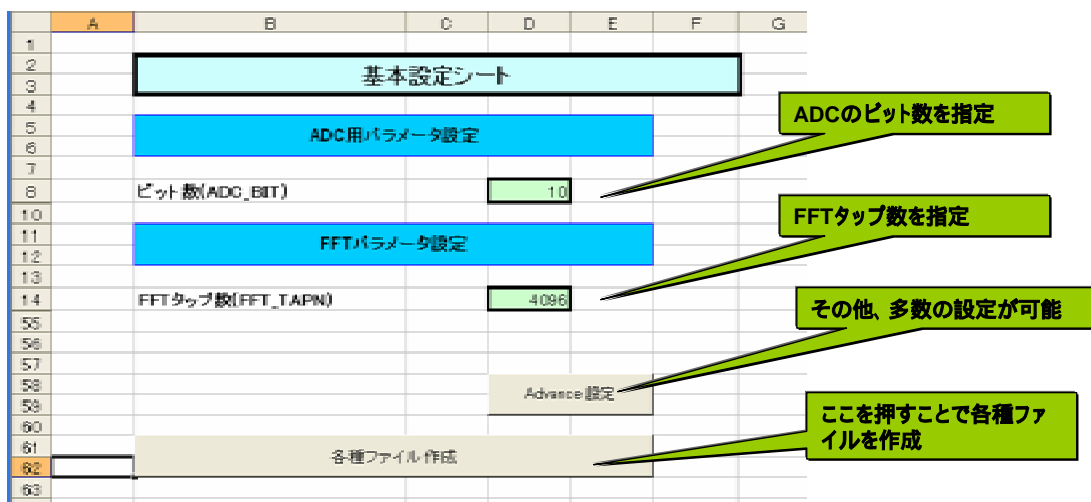 A B C D E F G
1
2
基本設定シート
3
4
ADCのビット数を指定
5
ADC用パラメータ設定
6
7
8 ビット数(ADC_BIT) 10
10
FFTタップ数を指定
11
FFTパラメータ設定
12
13
14 FFTタップ数(FFT_TAPN) 4096
その他、多数の設定が可能
55
56
57
58
Advance設定
59
60
ここを押すことで各種ファ
イルを作成
61
各種ファイル作成
62
63